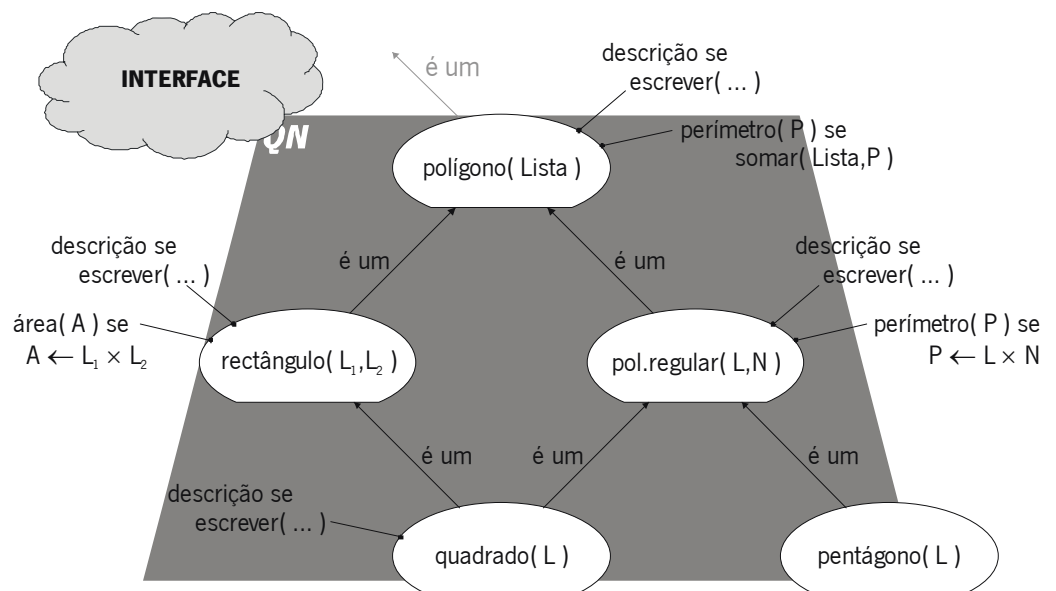 INTERFACE
QN
é um
descrição se
escrever( ... )
perímetro( P ) se
somar( Lista,P )
polígono( Lista )
descrição se
escrever( ... )
é um
é um
descrição se
escrever( ... )
área( A ) se
A ← L₁ × L₂
rectângulo( L₁,L₂ )
pol.regular( L,N )
perímetro( P ) se
P ← L × N
é um
é um
é um
descrição se
escrever( ... )
quadrado( L )
pentágono( L )